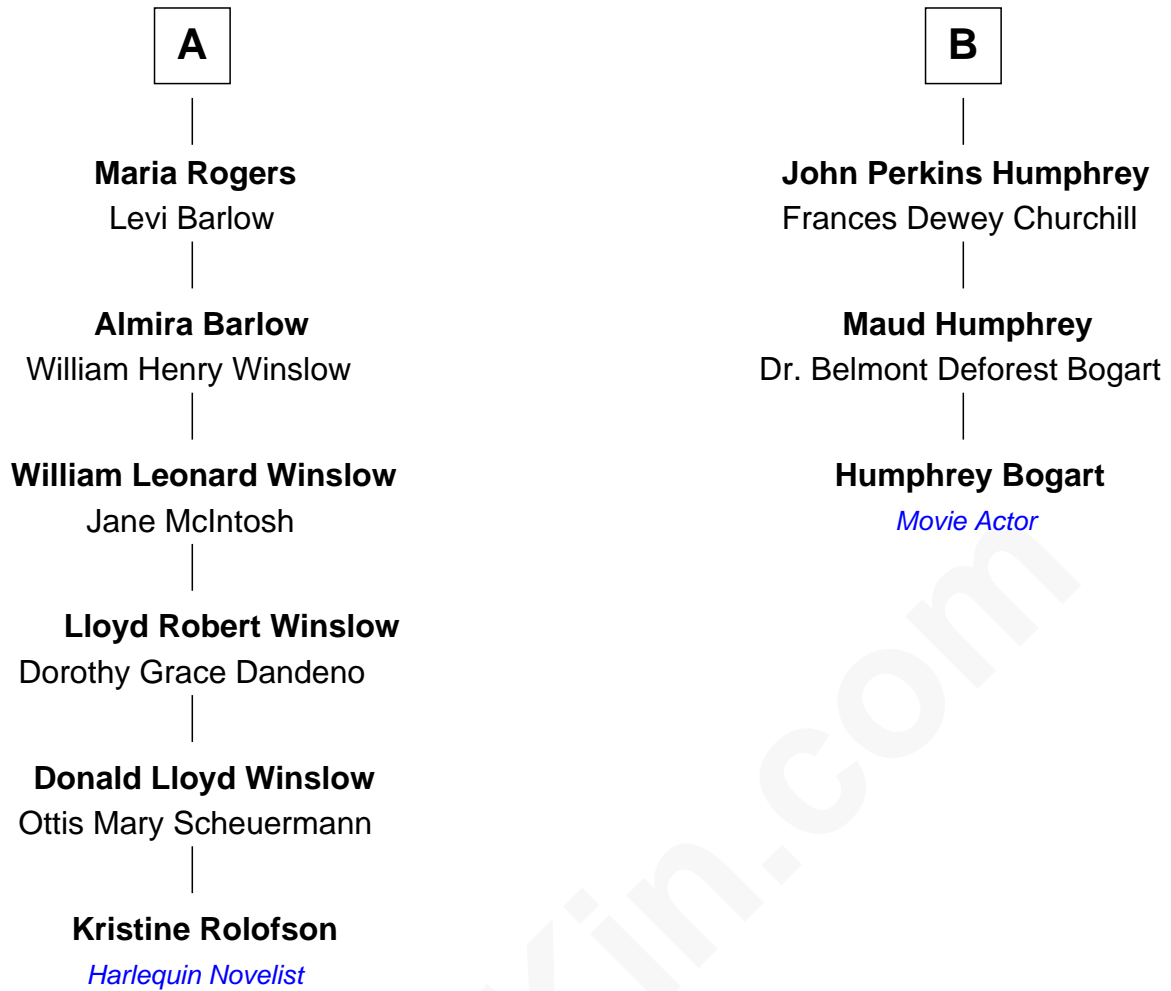 A
Maria Rogers
Levi Barlow
Almira Barlow
William Henry Winslow
William Leonard Winslow
Jane McIntosh
Lloyd Robert Winslow
Dorothy Grace Dandeno
Donald Lloyd Winslow
Ottis Mary Scheuermann
Kristine Rolofson
Harlequin Novelist
B
John Perkins Humphrey
Frances Dewey Churchill
Maud Humphrey
Dr. Belmont Deforest Bogart
Humphrey Bogart
Movie Actor
Kin.com